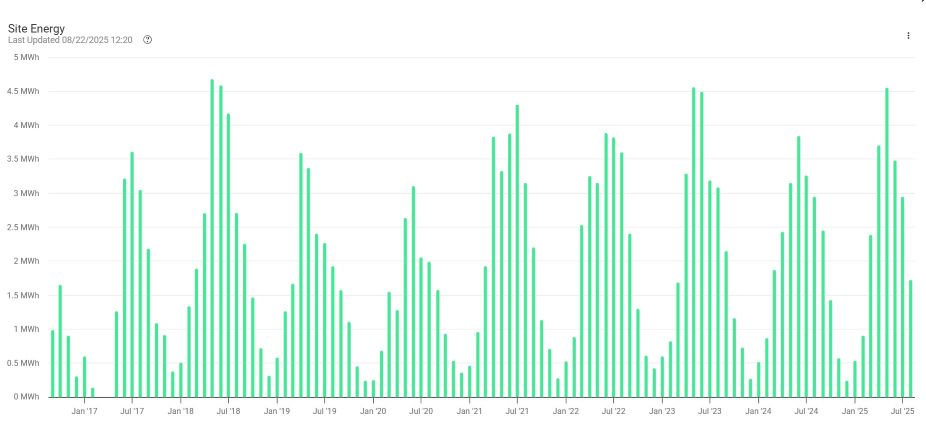 Site Energy
Last Updated 08/22/2025 12:20 ?
5 MWh
4.5 MWh
4 MWh
3.5 MWh
3 MWh
2.5 MWh
2 MWh
1.5 MWh
1 MWh
0.5 MWh
0 MWh
Jan '17 Jul '17 Jan '18 Jul '18 Jan '19 Jul '19 Jan '20 Jul '20 Jan '21 Jul '21 Jan '22 Jul '22 Jan '23 Jul '23 Jan '24 Jul '24 Jan '25 Jul '25